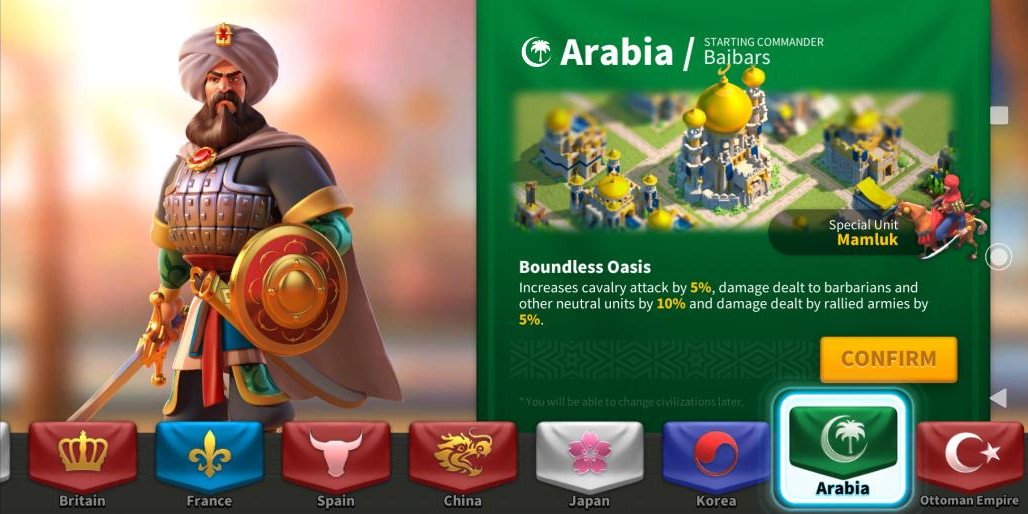 Arabia /
STARTING COMMANDER
Bajbars
Special Unit
Mamluk
Boundless Oasis
Increases cavalry attack by 5%, damage dealt to barbarians and
other neutral units by 10% and damage dealt by rallied armies by
5%.
CONFIRM
*You will be able to change civilizations later.
Britain
France
Spain
China
Japan
Korea
Arabia
Ottoman Empire